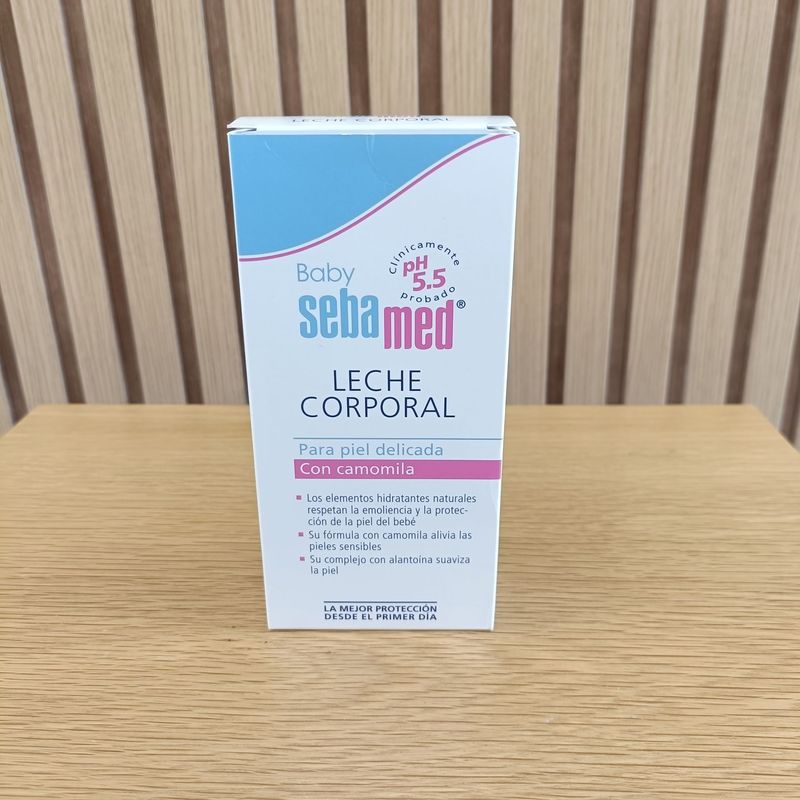 LECHE CORPORAL
Clínicamente
pH
5.5
probado
Baby
sebamed®
LECHE
CORPORAL
Para piel delicada
Con camomila
Los elementos hidratantes naturales
respetan la emoliencia y la protec-
ción de la piel del bebé
Su fórmula con camomila alivia las
pieles sensibles
Su complejo con alantoína suaviza
la piel
LA MEJOR PROTECCIÓN
DESDE EL PRIMER DÍA